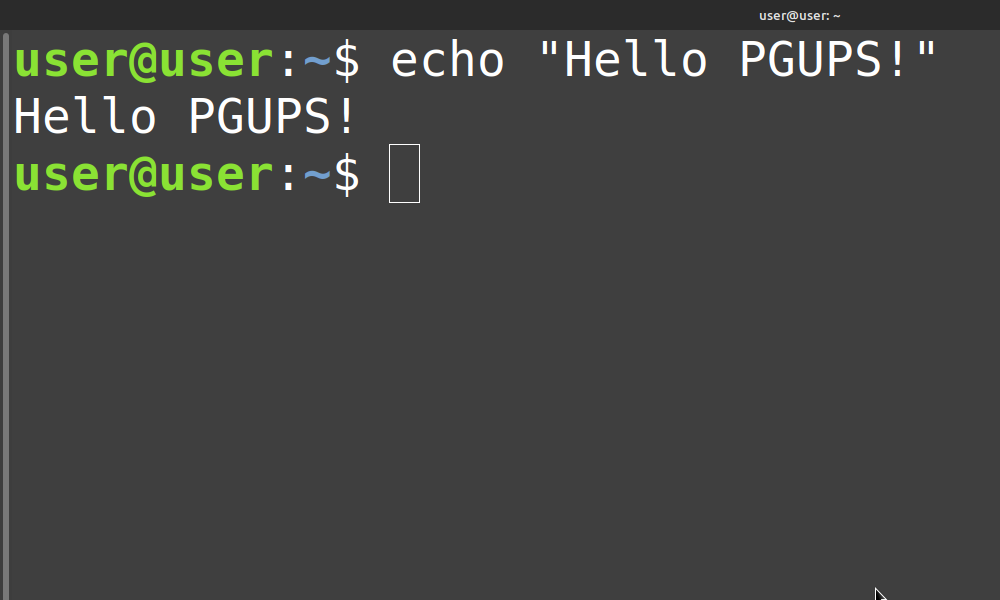 user@user: ~
user@user:~$ echo "Hello PGUPS!"
Hello PGUPS!
user@user:~$